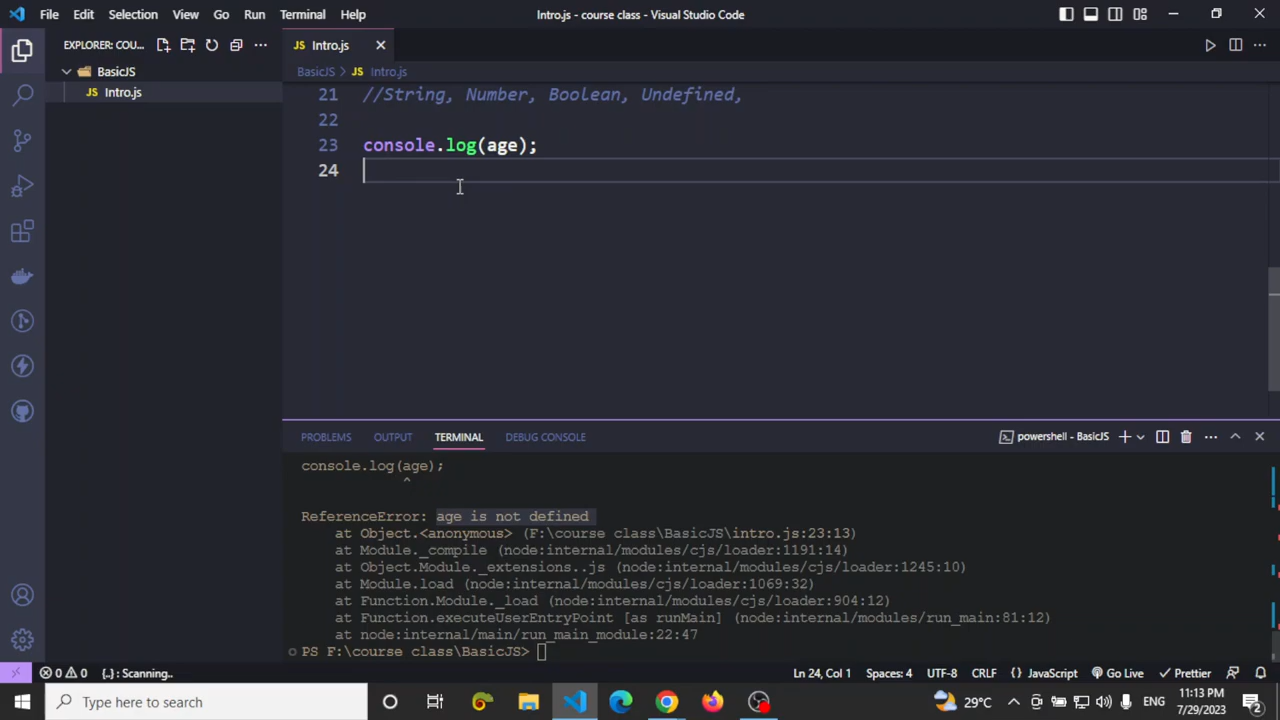 File Edit Selection View Go Run Terminal Help
Intro.js - course class - Visual Studio Code
EXPLORER: COU...
JS Intro.js
BasicJS
BasicJS > JS Intro.js
JS Intro.js
21 //String, Number, Boolean, Undefined,
22
23 console.log(age);
24
PROBLEMS OUTPUT TERMINAL DEBUG CONSOLE
powershell - BasicJS
console.log(age);
^
ReferenceError: age is not defined
at Object.<anonymous> (F:\course class\BasicJS\intro.js:23:13)
at Module._compile (node:internal/modules/cjs/loader:1191:14)
at Object.Module._extensions..js (node:internal/modules/cjs/loader:1245:10)
at Module.load (node:internal/modules/cjs/loader:1069:32)
at Function.Module._load (node:internal/modules/cjs/loader:904:12)
at Function.executeUserEntryPoint [as runMain] (node:internal/modules/run_main:81:12)
at node:internal/main/run_main_module:22:47
PS F:\course class\BasicJS>
0 0 {..} : Scanning..
Ln 24, Col 1 Spaces: 4 UTF-8 CRLF {} JavaScript Go Live Prettier
Type here to search
29°C
ENG
11:13 PM
7/29/2023
2